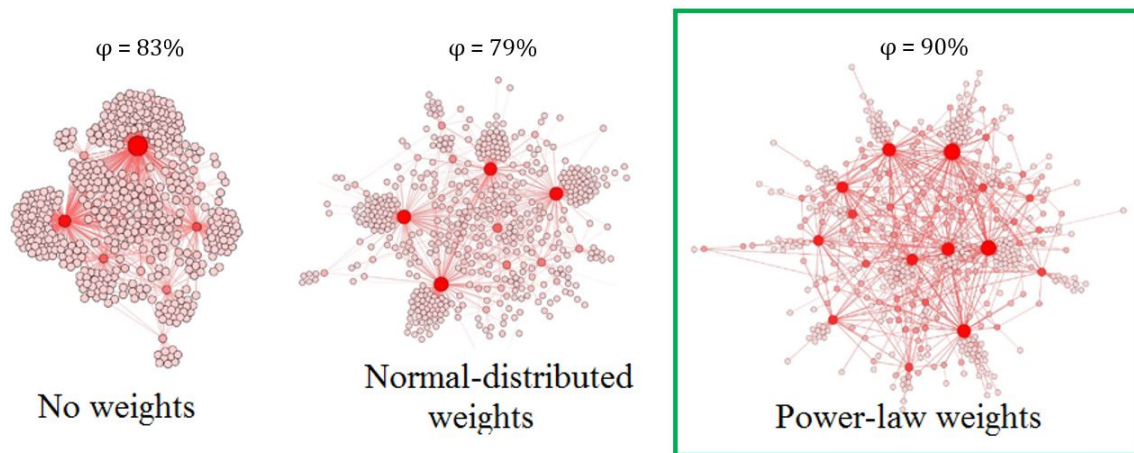 φ = 83%
φ = 79%
φ = 90%
No weights
Normal-distributed
weights
Power-law weights